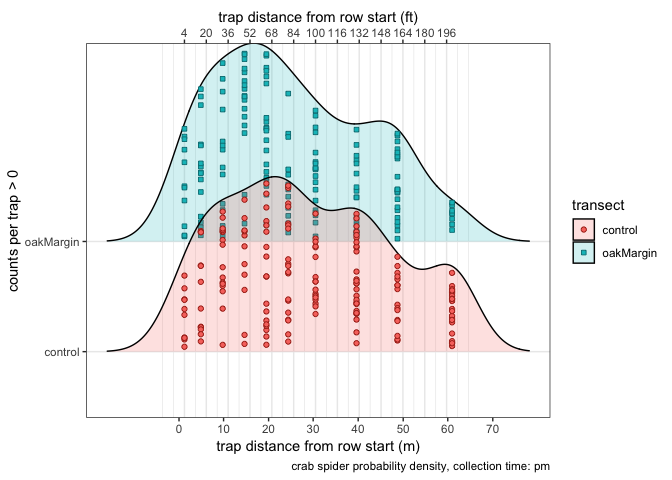 trap distance from row start (ft)
4 20 36 52 68 84 100 116 132 148 164 180 196
counts per trap > 0
oakMargin
control
transect
control
oakMargin
0 10 20 30 40 50 60 70
trap distance from row start (m)
crab spider probability density, collection time: pm